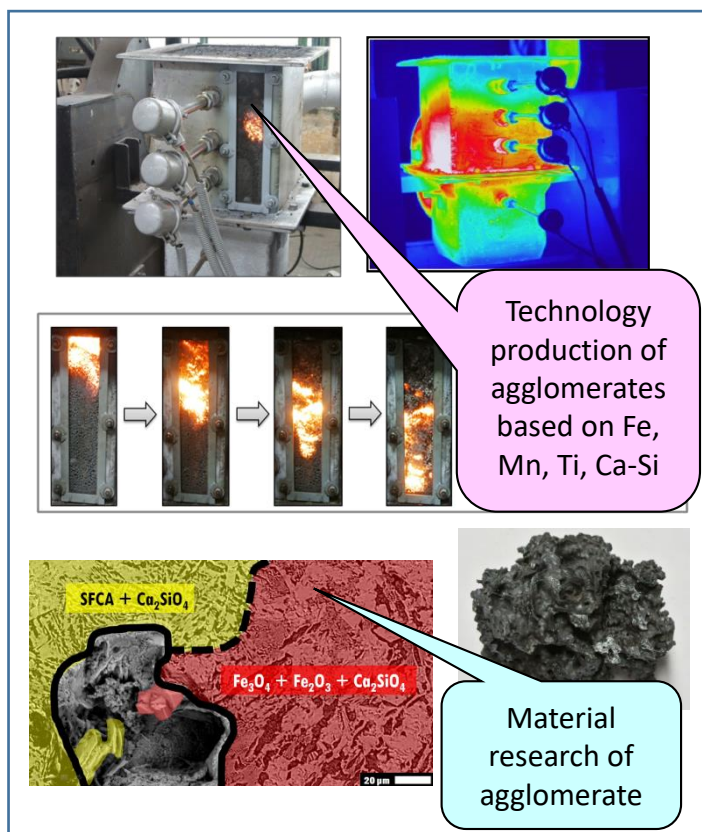 Technology
production of
agglomerates
based on Fe,
Mn, Ti, Ca-Si
SFCA + Ca₂SiO₄
Fe₃O₄ + Fe₂O₃ + Ca₂SiO₄
20 µm
Material
research of
agglomerate